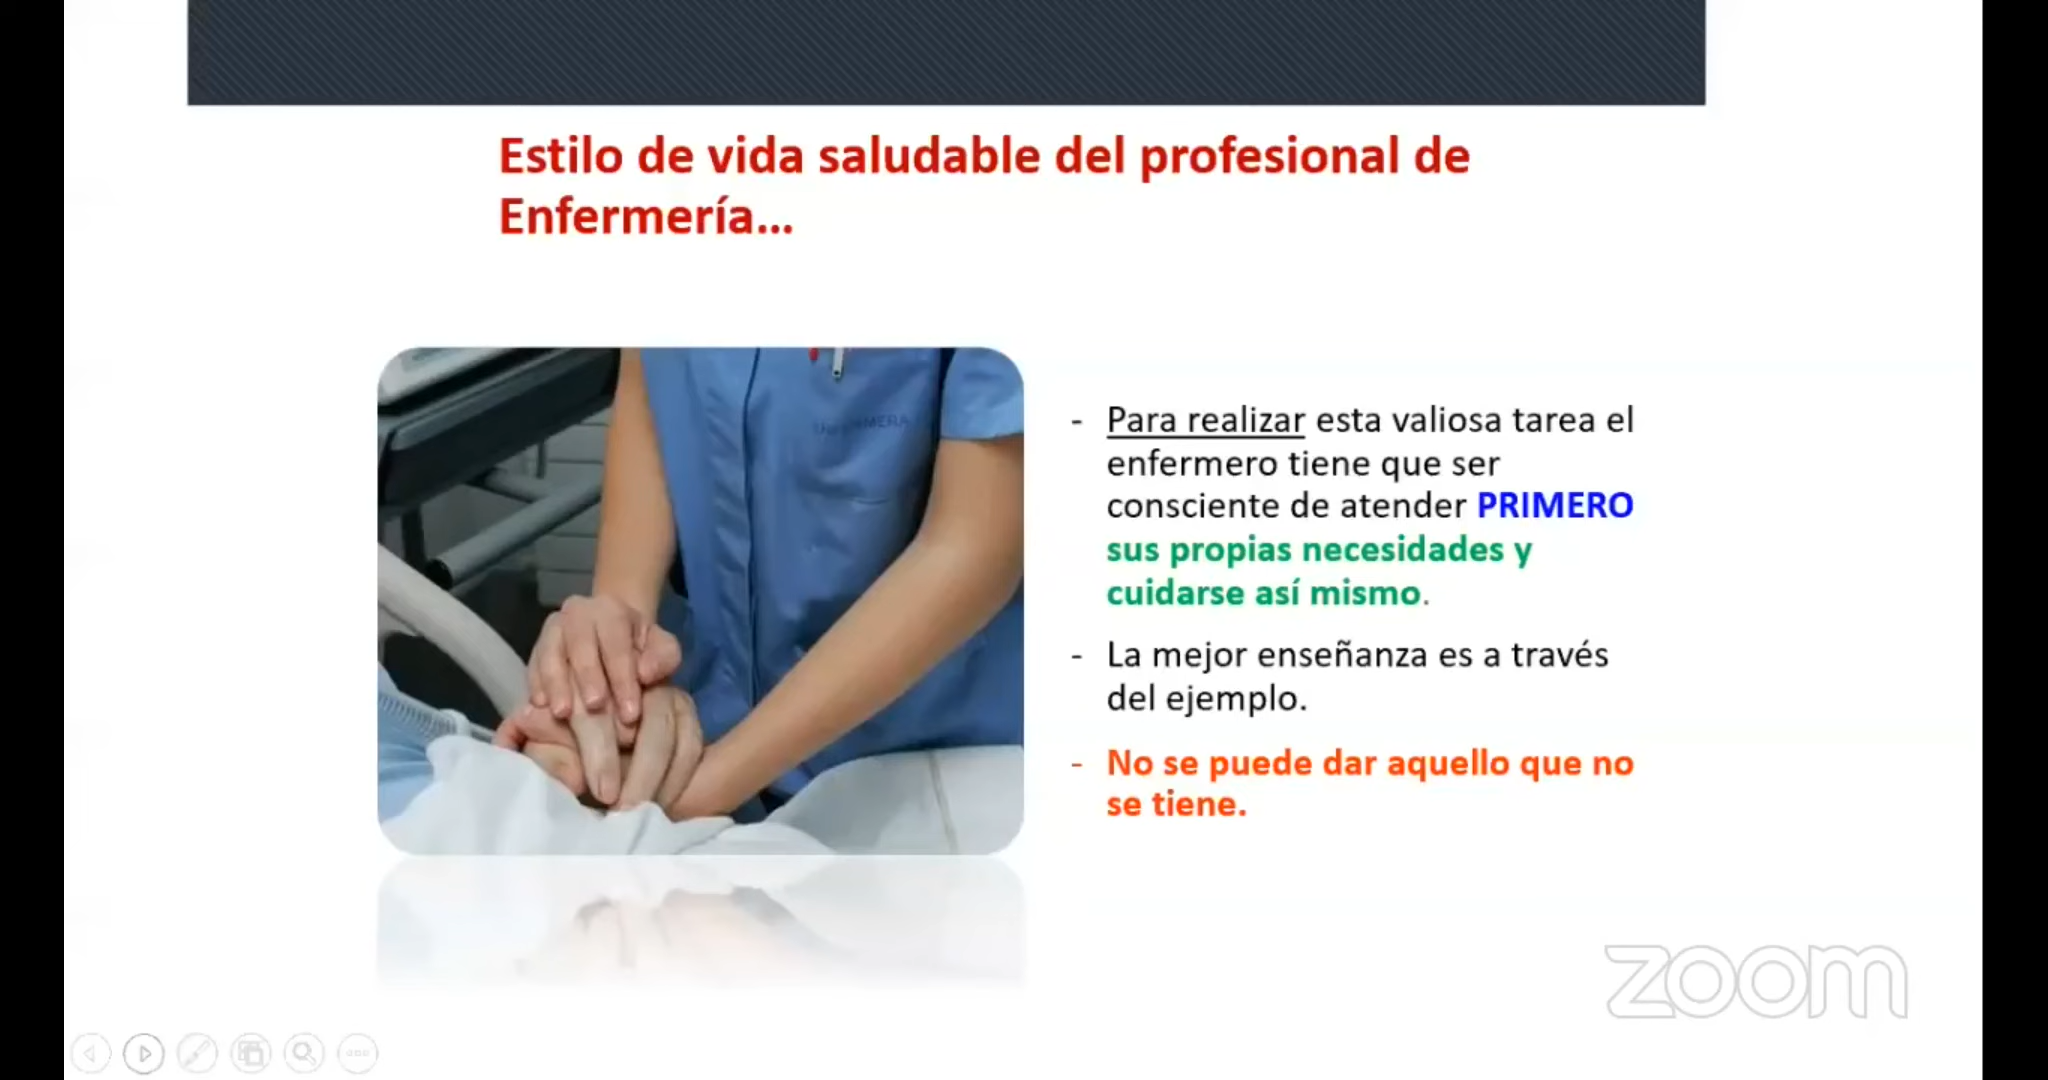 Estilo de vida saludable del profesional de
Enfermería...
ENFERMERA
- Para realizar esta valiosa tarea el
enfermero tiene que ser
consciente de atender PRIMERO
sus propias necesidades y
cuidarse así mismo.
- La mejor enseñanza es a través
del ejemplo.
- No se puede dar aquello que no
se tiene.
zoom